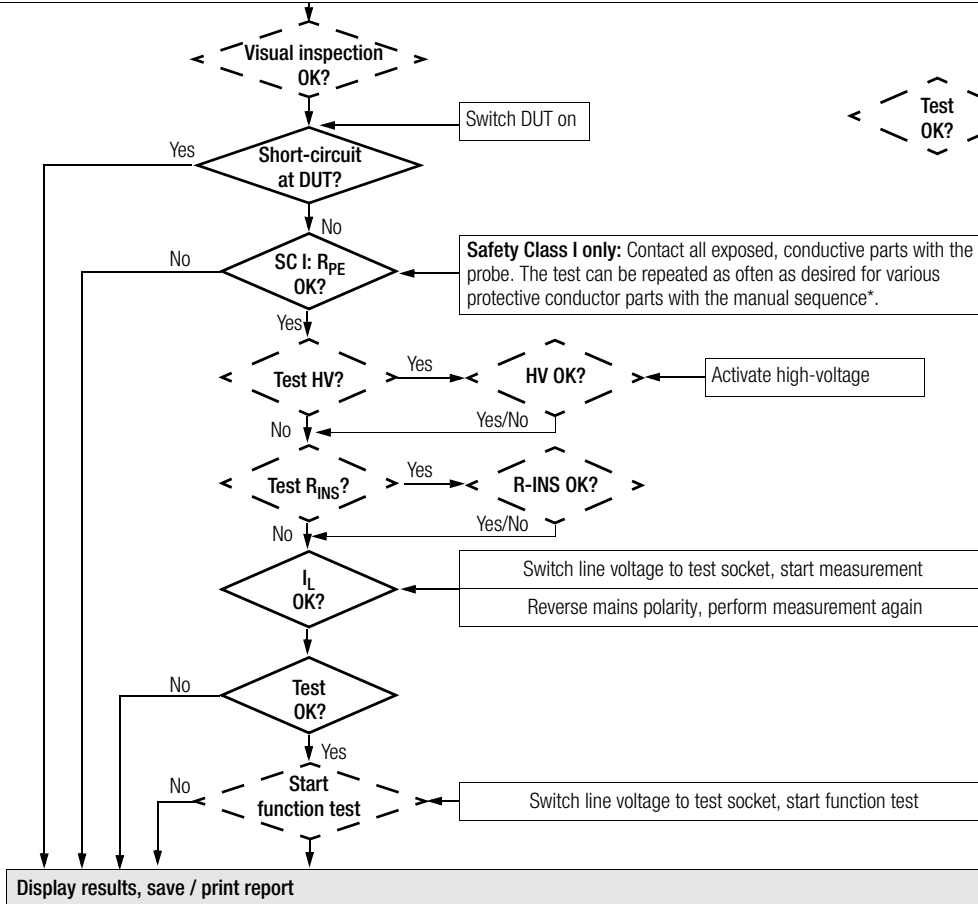 Visual inspection
OK?
Switch DUT on
Test
OK?
Yes
Short-circuit
at DUT?
No
No
SC I: RPE
OK?
Safety Class I only: Contact all exposed, conductive parts with the
probe. The test can be repeated as often as desired for various
protective conductor parts with the manual sequence*.
Yes
Test HV?
Yes
HV OK?
Activate high-voltage
No
Yes/No
Test RINS?
Yes
R-INS OK?
No
Yes/No
IL
OK?
Switch line voltage to test socket, start measurement
Reverse mains polarity, perform measurement again
No
Test
OK?
Yes
No
Start
function test
Switch line voltage to test socket, start function test
Display results, save / print report